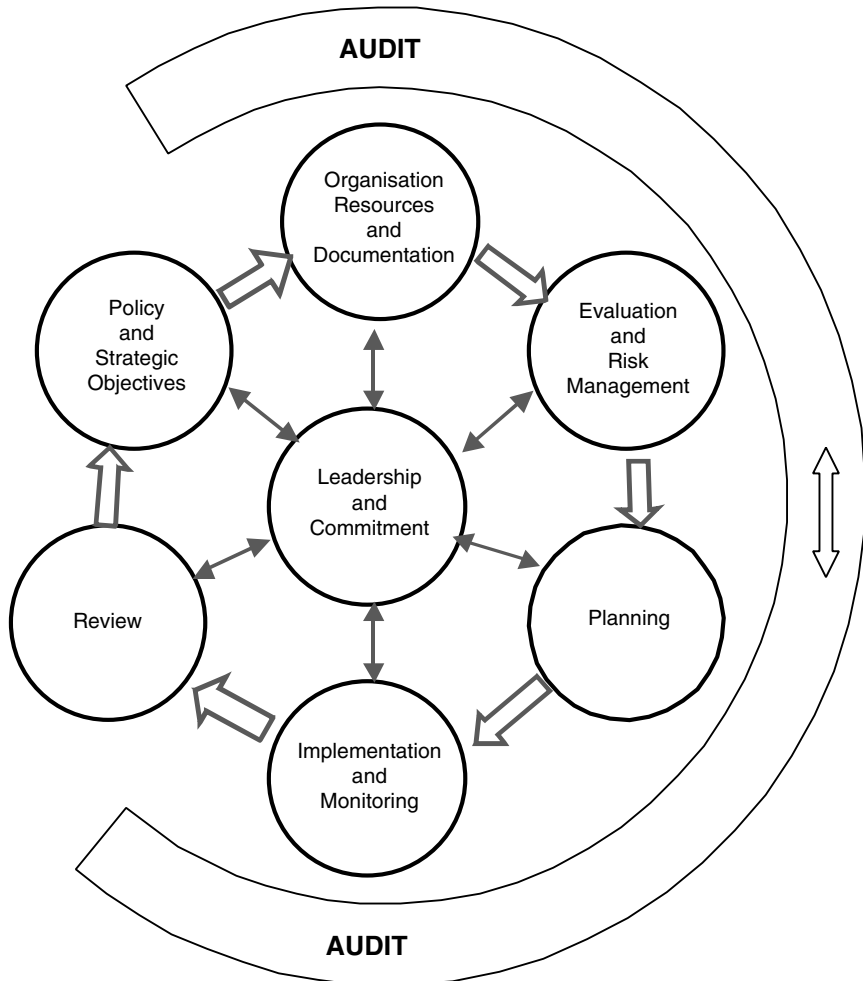 AUDIT
Organisation
Resources
and
Documentation
Policy
and
Strategic
Objectives
Evaluation
and
Risk
Management
Leadership
and
Commitment
Review
Planning
Implementation
and
Monitoring
AUDIT